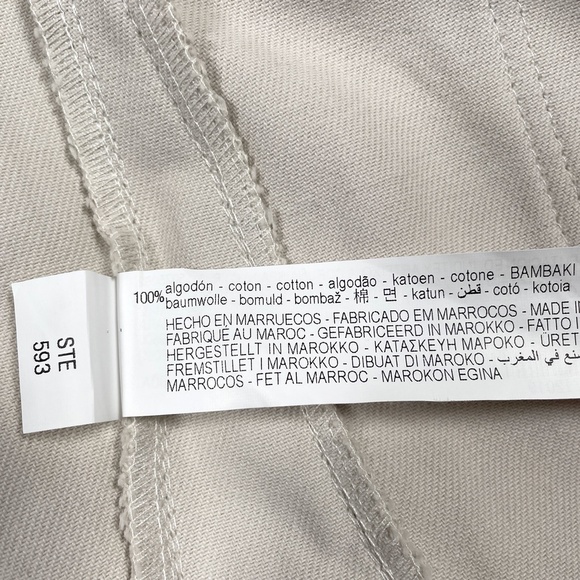 STE
593
100% algodón - coton - cotton - algodão - katoen - cotone - BAMBAKI
baumwolle - bomuld - bombaž - 棉 - 면 - katun - قطن - cotó - kotoia
HECHO EN MARRUECOS - FABRICADO EM MARROCOS - MADE I
FABRIQUÉ AU MAROC - GEFABRICEERD IN MAROKKO - FATTO I
HERGESTELLT IN MAROKKO - ΚΑΤΑΣΚΕΥΗ ΜΑΡΟΚΟ - ÜRET
FREMSTILLET I MAROKKO - DIBUAT DI MAROKO - صنع في المغرب
MARROCOS - FET AL MARROC - MAROKON EGINA